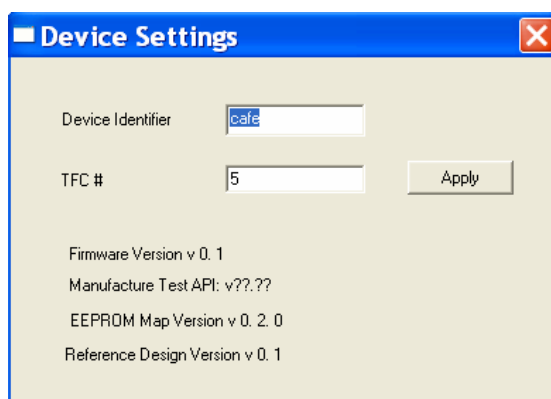 Device Settings
Device Identifier cafe
TFC # 5 Apply
Firmware Version v 0. 1
Manufacture Test API: v??.??
EEPROM Map Version v 0. 2. 0
Reference Design Version v 0. 1